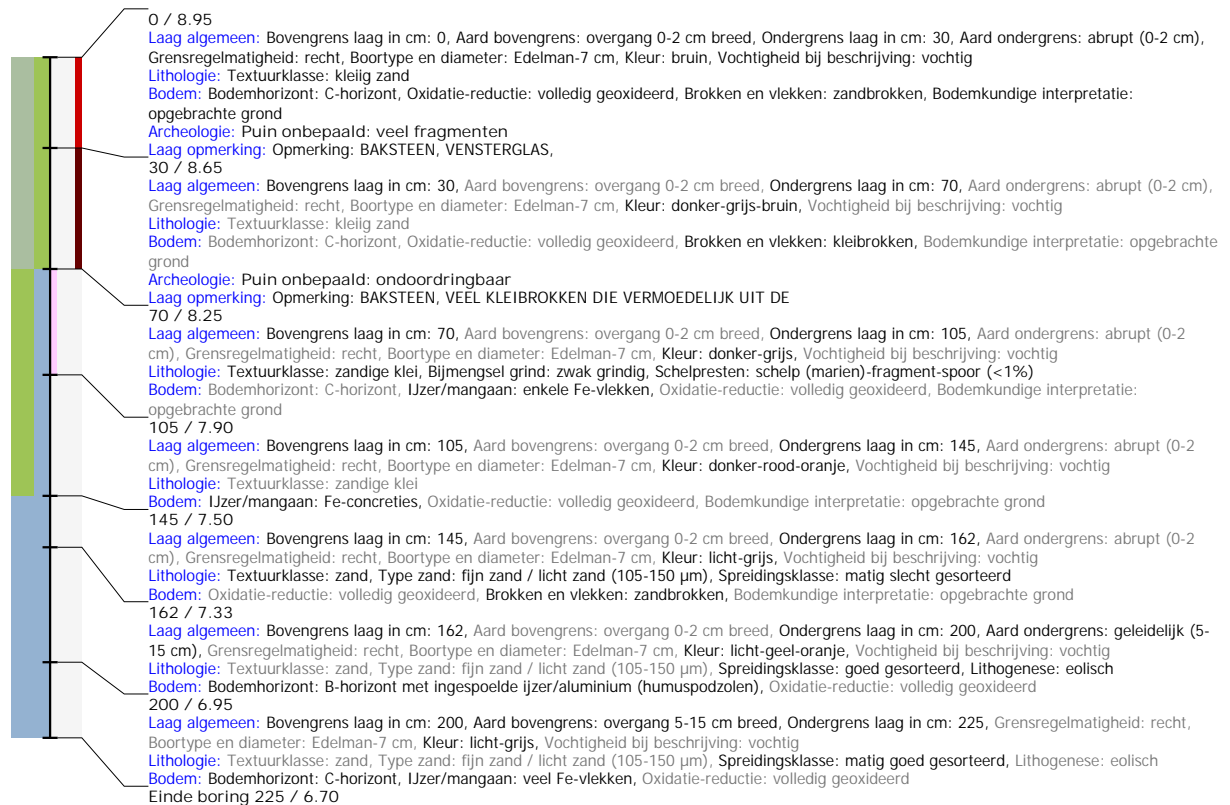 0 / 8.95
Laag algemeen: Bovengrens laag in cm: 0, Aard bovengrens: overgang 0-2 cm breed, Ondergrens laag in cm: 30, Aard ondergrens: abrupt (0-2 cm),
Grensregelmatigheid: recht, Boortype en diameter: Edelman-7 cm, Kleur: bruin, Vochtigheid bij beschrijving: vochtig
Lithologie: Textuurklasse: kleiig zand
Bodem: Bodemhorizont: C-horizont, Oxidatie-reductie: volledig geoxideerd, Brokken en vlekken: zandbrokken, Bodemkundige interpretatie:
opgebrachte grond
Archeologie: Puin onbepaald: veel fragmenten
Laag opmerking: Opmerking: BAKSTEEN, VENSTERGLAS,
30 / 8.65
Laag algemeen: Bovengrens laag in cm: 30, Aard bovengrens: overgang 0-2 cm breed, Ondergrens laag in cm: 70, Aard ondergrens: abrupt (0-2 cm),
Grensregelmatigheid: recht, Boortype en diameter: Edelman-7 cm, Kleur: donker-grijs-bruin, Vochtigheid bij beschrijving: vochtig
Lithologie: Textuurklasse: kleiig zand
Bodem: Bodemhorizont: C-horizont, Oxidatie-reductie: volledig geoxideerd, Brokken en vlekken: kleibrokken, Bodemkundige interpretatie: opgebrachte
grond
Archeologie: Puin onbepaald: ondoordringbaar
Laag opmerking: Opmerking: BAKSTEEN, VEEL KLEIBROKKEN DIE VERMOEDELIJK UIT DE
70 / 8.25
Laag algemeen: Bovengrens laag in cm: 70, Aard bovengrens: overgang 0-2 cm breed, Ondergrens laag in cm: 105, Aard ondergrens: abrupt (0-2
cm), Grensregelmatigheid: recht, Boortype en diameter: Edelman-7 cm, Kleur: donker-grijs, Vochtigheid bij beschrijving: vochtig
Lithologie: Textuurklasse: zandige klei, Bijmengsel grind: zwak grindig, Schelpresten: schelp (marien)-fragment-spoor (<1%)
Bodem: Bodemhorizont: C-horizont, IJzer/mangaan: enkele Fe-vlekken, Oxidatie-reductie: volledig geoxideerd, Bodemkundige interpretatie:
opgebrachte grond
105 / 7.90
Laag algemeen: Bovengrens laag in cm: 105, Aard bovengrens: overgang 0-2 cm breed, Ondergrens laag in cm: 145, Aard ondergrens: abrupt (0-2
cm), Grensregelmatigheid: recht, Boortype en diameter: Edelman-7 cm, Kleur: donker-rood-oranje, Vochtigheid bij beschrijving: vochtig
Lithologie: Textuurklasse: zandige klei
Bodem: IJzer/mangaan: Fe-concreties, Oxidatie-reductie: volledig geoxideerd, Bodemkundige interpretatie: opgebrachte grond
145 / 7.50
Laag algemeen: Bovengrens laag in cm: 145, Aard bovengrens: overgang 0-2 cm breed, Ondergrens laag in cm: 162, Aard ondergrens: abrupt (0-2
cm), Grensregelmatigheid: recht, Boortype en diameter: Edelman-7 cm, Kleur: licht-grijs, Vochtigheid bij beschrijving: vochtig
Lithologie: Textuurklasse: zand, Type zand: fijn zand / licht zand (105-150 µm), Spreidingsklasse: matig slecht gesorteerd
Bodem: Oxidatie-reductie: volledig geoxideerd, Brokken en vlekken: zandbrokken, Bodemkundige interpretatie: opgebrachte grond
162 / 7.33
Laag algemeen: Bovengrens laag in cm: 162, Aard bovengrens: overgang 0-2 cm breed, Ondergrens laag in cm: 200, Aard ondergrens: geleidelijk (5-
15 cm), Grensregelmatigheid: recht, Boortype en diameter: Edelman-7 cm, Kleur: licht-geel-oranje, Vochtigheid bij beschrijving: vochtig
Lithologie: Textuurklasse: zand, Type zand: fijn zand / licht zand (105-150 µm), Spreidingsklasse: goed gesorteerd, Lithogenese: eolisch
Bodem: Bodemhorizont: B-horizont met ingespoelde ijzer/aluminium (humuspodzolen), Oxidatie-reductie: volledig geoxideerd
200 / 6.95
Laag algemeen: Bovengrens laag in cm: 200, Aard bovengrens: overgang 5-15 cm breed, Ondergrens laag in cm: 225, Grensregelmatigheid: recht,
Boortype en diameter: Edelman-7 cm, Kleur: licht-grijs, Vochtigheid bij beschrijving: vochtig
Lithologie: Textuurklasse: zand, Type zand: fijn zand / licht zand (105-150 µm), Spreidingsklasse: matig goed gesorteerd, Lithogenese: eolisch
Bodem: Bodemhorizont: C-horizont, IJzer/mangaan: veel Fe-vlekken, Oxidatie-reductie: volledig geoxideerd
Einde boring 225 / 6.70